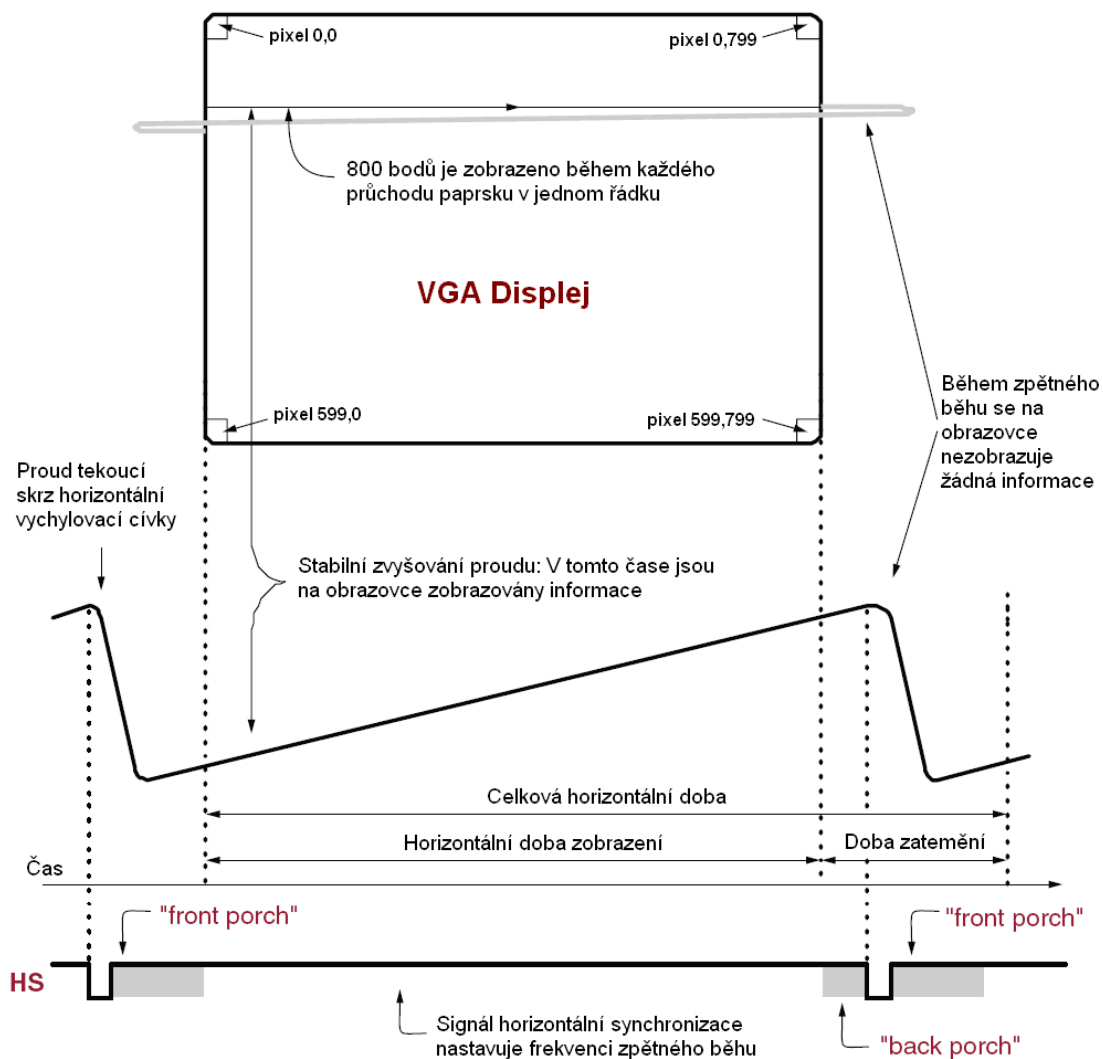 pixel 0,0
pixel 0,799
800 bodů je zobrazeno během každého
průchodu paprsku v jednom řádku
VGA Displej
pixel 599,0
pixel 599,799
Během zpětného
běhu se na
obrazovce
nezobrazuje
žádná informace
Proud tekoucí
skrz horizontální
vychylovací cívky
Stabilní zvyšování proudu: V tomto čase jsou
na obrazovce zobrazovány informace
Celková horizontální doba
Horizontální doba zobrazení
Doba zatemění
Čas
"front porch"
"front porch"
HS
Signál horizontální synchronizace
nastavuje frekvenci zpětného běhu
"back porch"